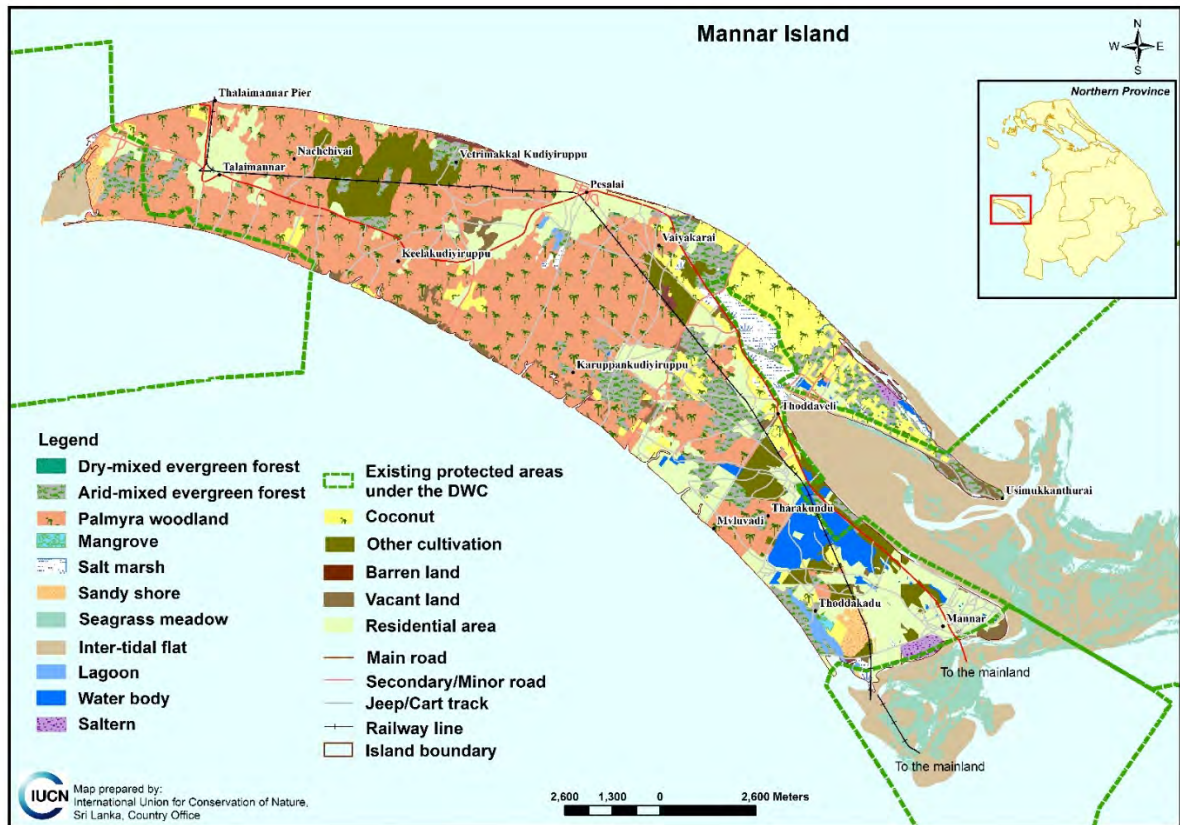 Mannar Island
N
W E
S
Northern Province
Thalaimannar Pier
Nachchivai
Vetrimakkal Kudiyiruppu
Talaimannar
Pesalai
Vaiyakarai
Keelakudiyiruppu
Karuppankudiyiruppu
Thoddaveli
Usimukkanthurai
Tharakundu
Mvluvadi
Thoddakadu
Mannar
To the mainland
To the mainland
Legend
Dry-mixed evergreen forest
Arid-mixed evergreen forest
Palmyra woodland
Mangrove
Salt marsh
Sandy shore
Seagrass meadow
Inter-tidal flat
Lagoon
Water body
Saltern
Existing protected areas
under the DWC
Coconut
Other cultivation
Barren land
Vacant land
Residential area
Main road
Secondary/Minor road
Jeep/Cart track
Railway line
Island boundary
IUCN
Map prepared by:
International Union for Conservation of Nature,
Sri Lanka, Country Office
2,600 1,300 0 2,600 Meters